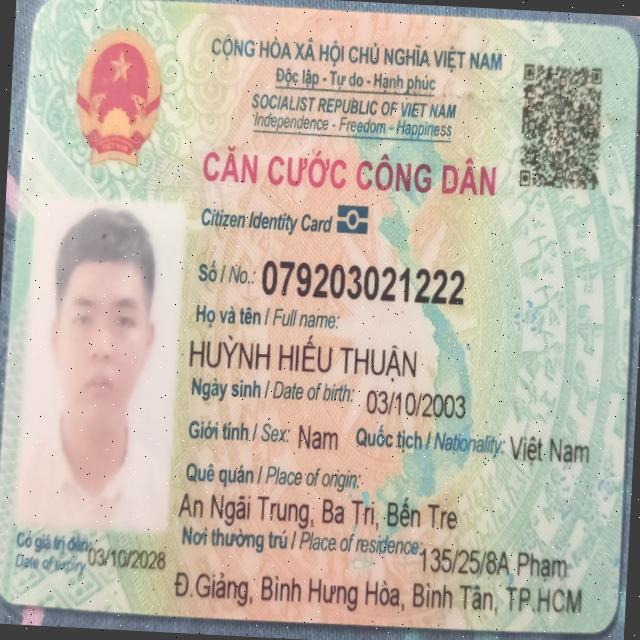 CỘNG HÒA XÃ HỘI CHỦ NGHĨA VIỆT NAM
Độc lập - Tự do - Hạnh phúc
SOCIALIST REPUBLIC OF VIET NAM
Independence - Freedom - Happiness
CĂN CƯỚC CÔNG DÂN
Citizen Identity Card
Số / No.: 079203021222
Họ và tên / Full name:
HUỲNH HIẾU THUẬN
Ngày sinh / Date of birth: 03/10/2003
Giới tính / Sex: Nam Quốc tịch / Nationality: Việt Nam
Quê quán / Place of origin:
An Ngãi Trung, Ba Tri, Bến Tre
Nơi thường trú / Place of residence: 135/25/8A Phạm
Đ.Giảng, Bình Hưng Hòa, Bình Tân, TP.HCM
Có giá trị đến: 03/10/2028
Date of expiry